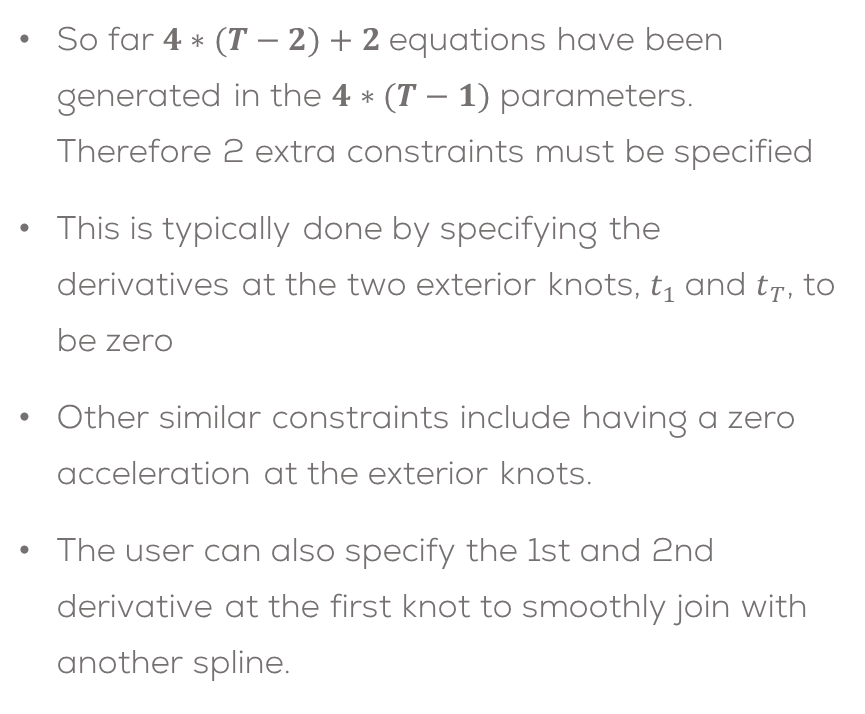 • So far 4 ∗ (T − 2) + 2 equations have been
generated in the 4 ∗ (T − 1) parameters.
Therefore 2 extra constraints must be specified
• This is typically done by specifying the
derivatives at the two exterior knots, t₁ and t_T, to
be zero
• Other similar constraints include having a zero
acceleration at the exterior knots.
• The user can also specify the 1st and 2nd
derivative at the first knot to smoothly join with
another spline.